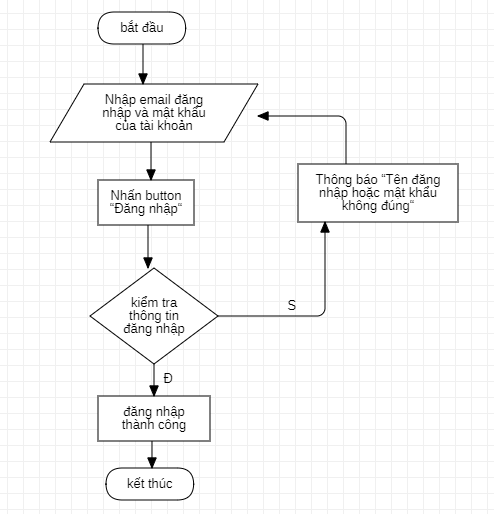 bắt đầu
Nhập email đăng
nhập và mật khẩu
của tài khoản
Thông báo “Tên đăng
nhập hoặc mật khẩu
không đúng“
Nhấn button
“Đăng nhập“
kiểm tra
thông tin
đăng nhập
S
Đ
đăng nhập
thành công
kết thúc